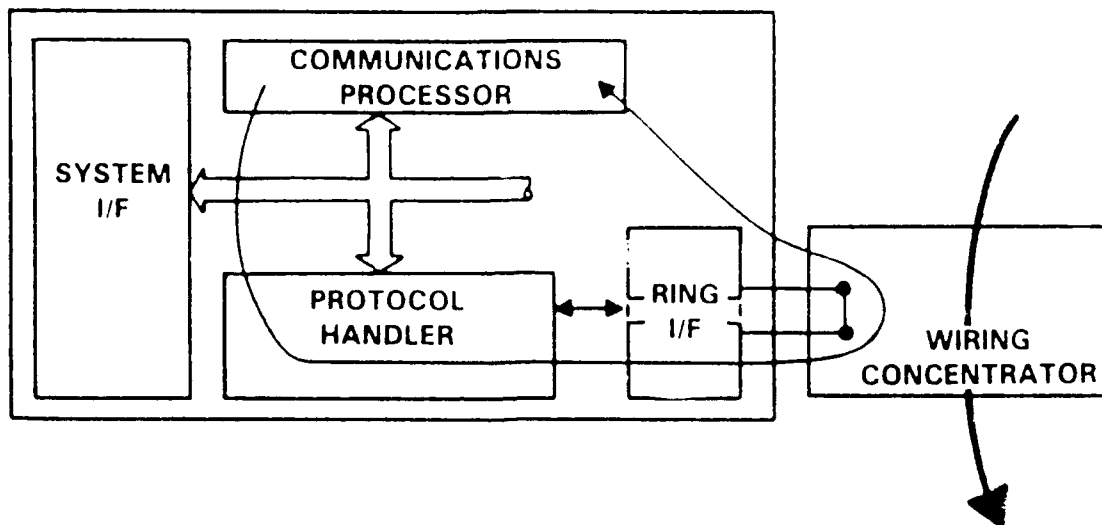 COMMUNICATIONS
PROCESSOR
SYSTEM
I/F
PROTOCOL
HANDLER
RING
I/F
WIRING
CONCENTRATOR